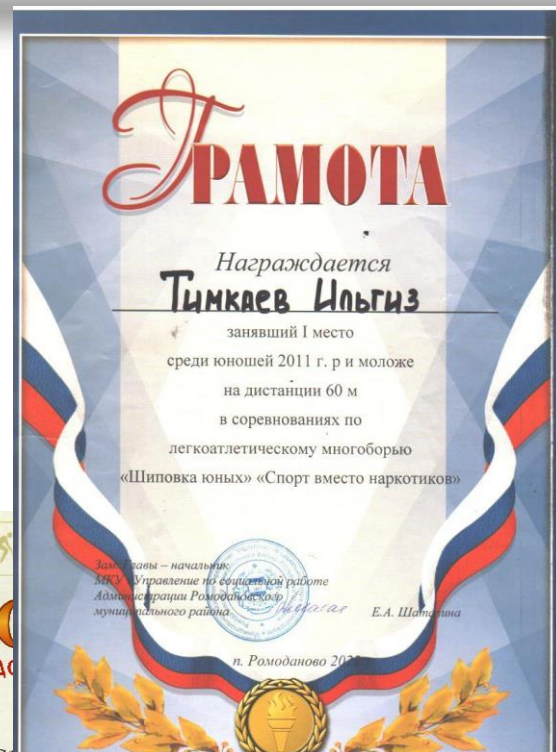 ГРАМОТА
Награждается
Тимкаев Ильгиз
занявший I место
среди юношей 2011 г. р и моложе
на дистанции 60 м
в соревнованиях по
легкоатлетическому многоборью
«Шиповка юных» «Спорт вместо наркотиков»
Зам. Главы – начальник
МКУ «Управление по социальной работе
Администрации Ромодановского
муниципального района
Е.А. Шаталина
п. Ромоданово